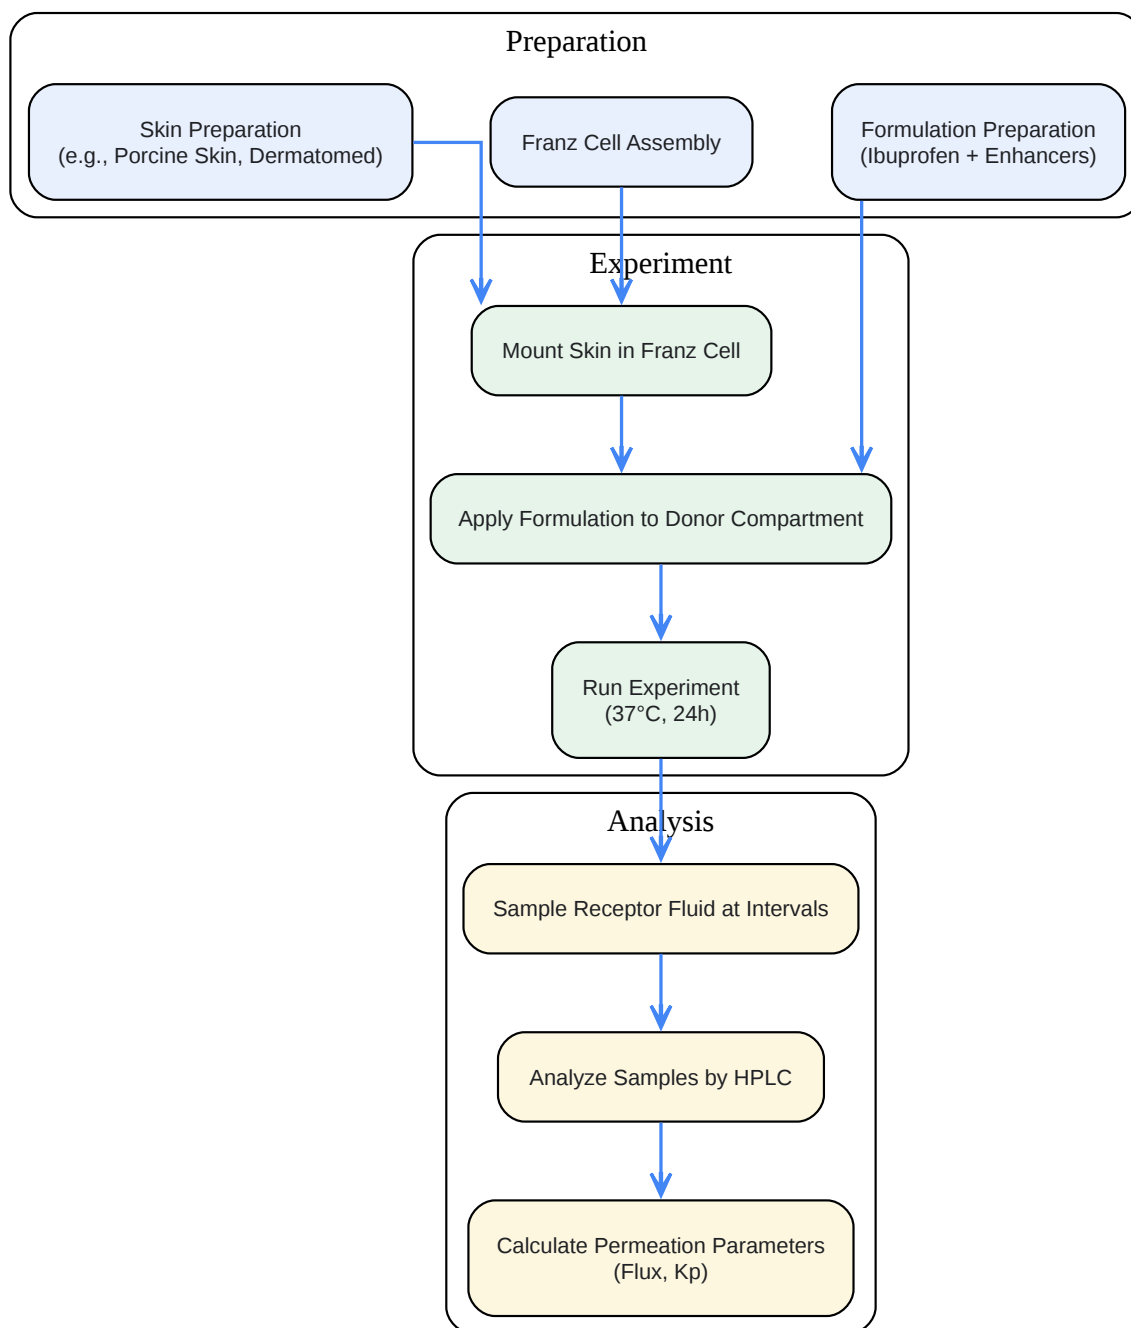 Preparation
Skin Preparation
(e.g., Porcine Skin, Dermatomed)
Franz Cell Assembly
Formulation Preparation
(Ibuprofen + Enhancers)
Experiment
Mount Skin in Franz Cell
Apply Formulation to Donor Compartment
Run Experiment
(37°C, 24h)
Analysis
Sample Receptor Fluid at Intervals
Analyze Samples by HPLC
Calculate Permeation Parameters
(Flux, Kp)